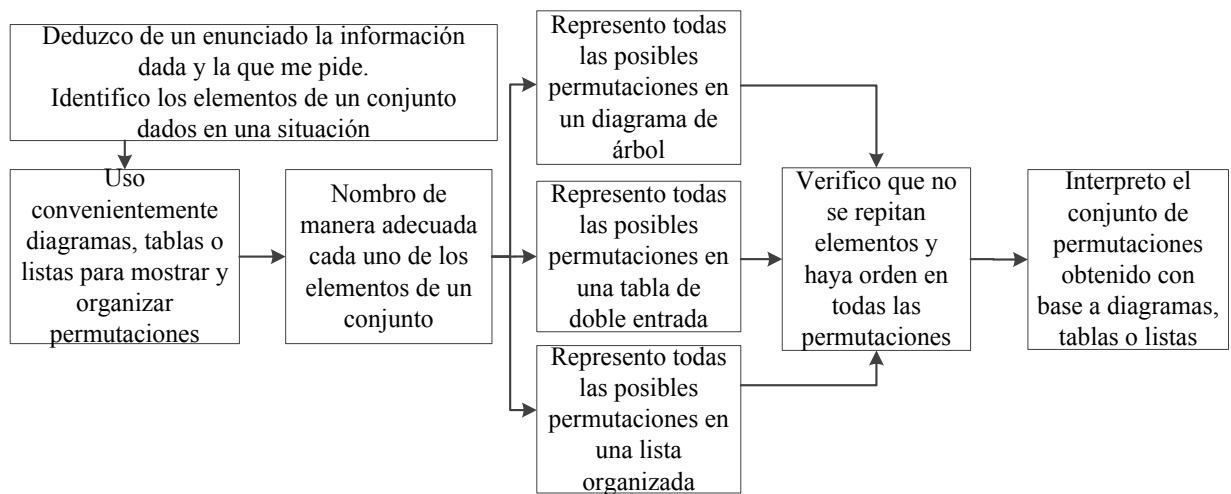 Deduzco de un enunciado la información
dada y la que me pide.
Identifico los elementos de un conjunto
dados en una situación
Uso
convenientemente
diagramas, tablas o
listas para mostrar y
organizar
permutaciones
Nombro de
manera adecuada
cada uno de los
elementos de un
conjunto
Represento todas
las posibles
permutaciones en
un diagrama de
árbol
Represento todas
las posibles
permutaciones en
una tabla de
doble entrada
Represento todas
las posibles
permutaciones en
una lista
organizada
Verifico que no
se repitan
elementos y
haya orden en
todas las
permutaciones
Interpreto el
conjunto de
permutaciones
obtenido con
base a diagramas,
tablas o listas